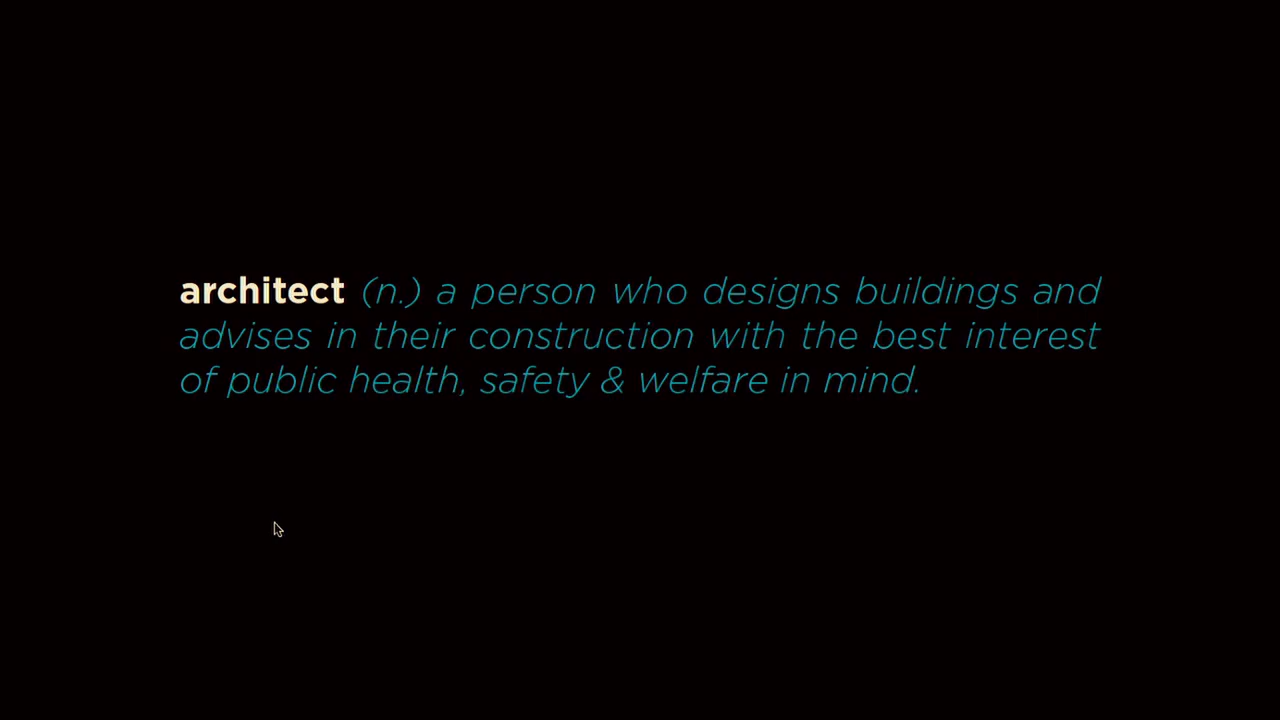 architect (n.) a person who designs buildings and
advises in their construction with the best interest
of public health, safety & welfare in mind.